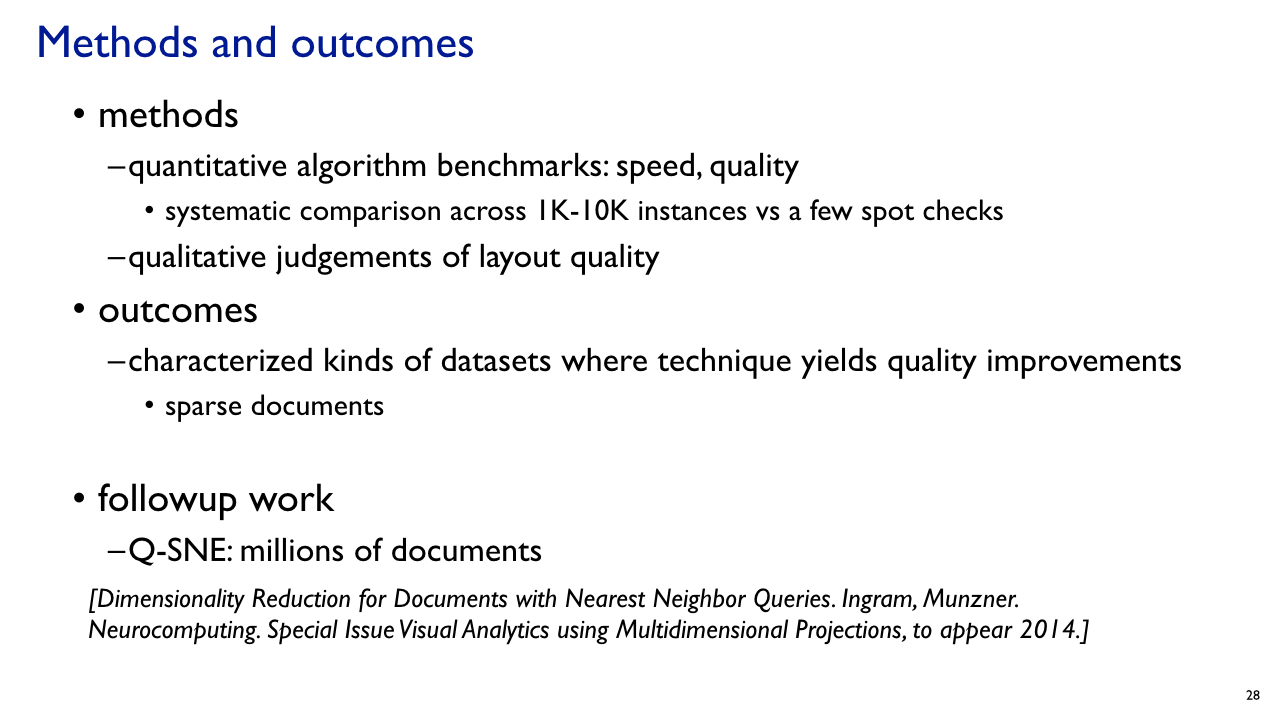 Methods and outcomes
• methods
–quantitative algorithm benchmarks: speed, quality
• systematic comparison across 1K-10K instances vs a few spot checks
–qualitative judgements of layout quality
• outcomes
–characterized kinds of datasets where technique yields quality improvements
• sparse documents
• followup work
–Q-SNE: millions of documents
[Dimensionality Reduction for Documents with Nearest Neighbor Queries. Ingram, Munzner.
Neurocomputing. Special Issue Visual Analytics using Multidimensional Projections, to appear 2014.]
28